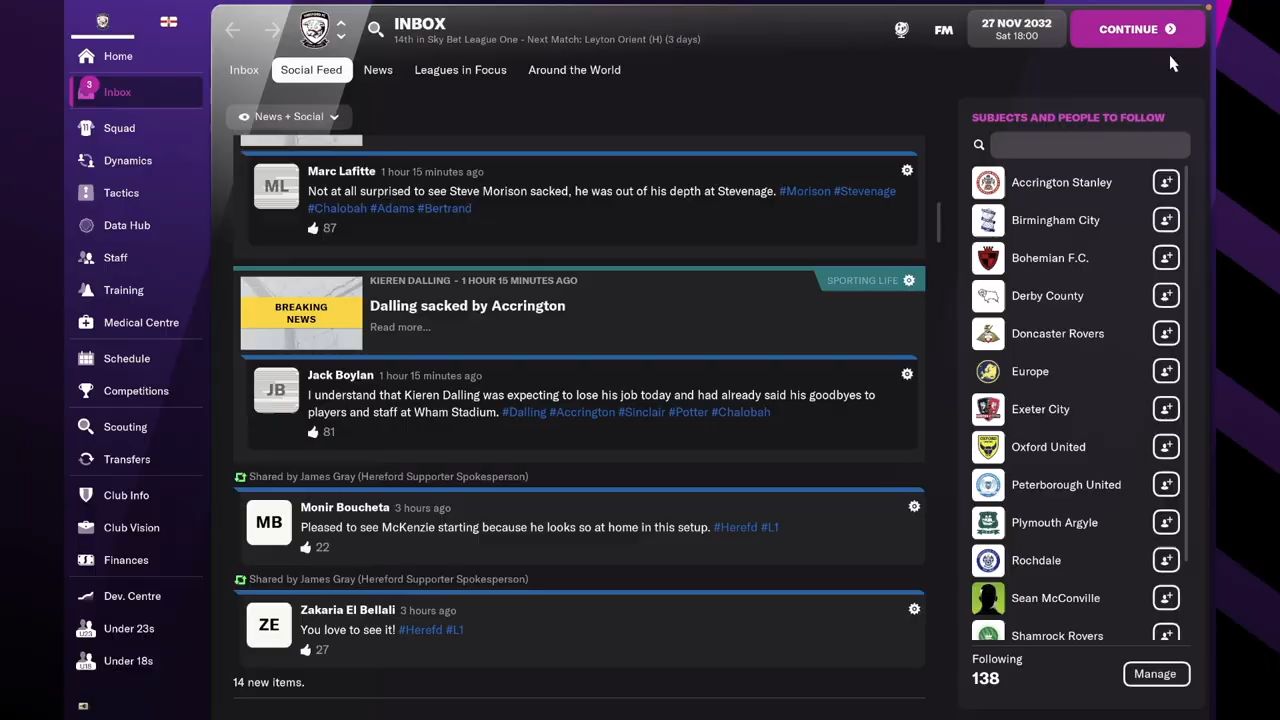 INBOX
14th in Sky Bet League One - Next Match: Leyton Orient (H) (3 days)
FM
27 NOV 2032
Sat 18:00
CONTINUE
Home
3
Inbox
Squad
Dynamics
Tactics
Data Hub
Staff
Training
Medical Centre
Schedule
Competitions
Scouting
Transfers
Club Info
Club Vision
Finances
Dev. Centre
U23
Under 23s
U18
Under 18s
Inbox
Social Feed
News
Leagues in Focus
Around the World
News + Social
ML
Marc Lafitte 1 hour 15 minutes ago
Not at all surprised to see Steve Morison sacked, he was out of his depth at Stevenage. #Morison #Stevenage
#Chalobah #Adams #Bertrand
87
BREAKING
NEWS
KIEREN DALLING - 1 HOUR 15 MINUTES AGO
SPORTING LIFE
Dalling sacked by Accrington
Read more...
JB
Jack Boylan 1 hour 15 minute ago
I understand that Kieren Dalling was expecting to lose his job today and had already said his goodbyes to
players and staff at Wham Stadium. #Dalling #Accrington #Sinclair #Potter #Chalobah
81
Shared by James Gray (Hereford Supporter Spokesperson)
MB
Monir Boucheta 3 hours ago
Pleased to see McKenzie starting because he looks so at home in this setup. #Herefd #L1
22
Shared by James Gray (Hereford Supporter Spokesperson)
ZE
Zakaria El Bellali 3 hours ago
You love to see it! #Herefd #L1
27
14 new items.
SUBJECTS AND PEOPLE TO FOLLOW
Accrington Stanley
Birmingham City
Bohemian F.C.
Derby County
Doncaster Rovers
Europe
Exeter City
Oxford United
Peterborough United
Plymouth Argyle
Rochdale
Sean McConville
Shamrock Rovers
Following
138
Manage